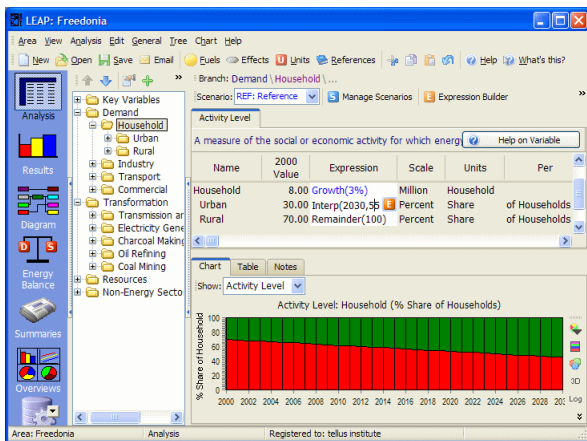 LEAP: Freedonia
Area View Analysis Edit General Tree Chart Help
New Open Save Email Fuels Effects Units References Help What's this?
Analysis
Results
Diagram
Energy Balance
Summaries
Overviews
Key Variables
Demand
Household
Urban
Rural
Industry
Transport
Commercial
Transformation
Transmission ar
Electricity Gene
Charcoal Making
Oil Refining
Coal Mining
Resources
Non-Energy Secto
Branch: Demand \ Household \ ...
Scenario: REF: Reference S Manage Scenarios E Expression Builder
Activity Level
A measure of the social or economic activity for which energ Help on Variable
Name 2000 Value Expression Scale Units Per
Household 8.00 Growth(3%) Million Household
Urban 30.00 Interp(2030,5 E Percent Share of Households
Rural 70.00 Remainder(100) Percent Share of Households
Chart Table Notes
Show: Activity Level
Activity Level: Household (% Share of Households)
% Share of Household
100
80
60
40
20
0
2000 2002 2004 2006 2008 2010 2012 2014 2016 2018 2020 2022 2024 2026 2028 203
3D
Log
Area: Freedonia Analysis Registered to: tellus institute